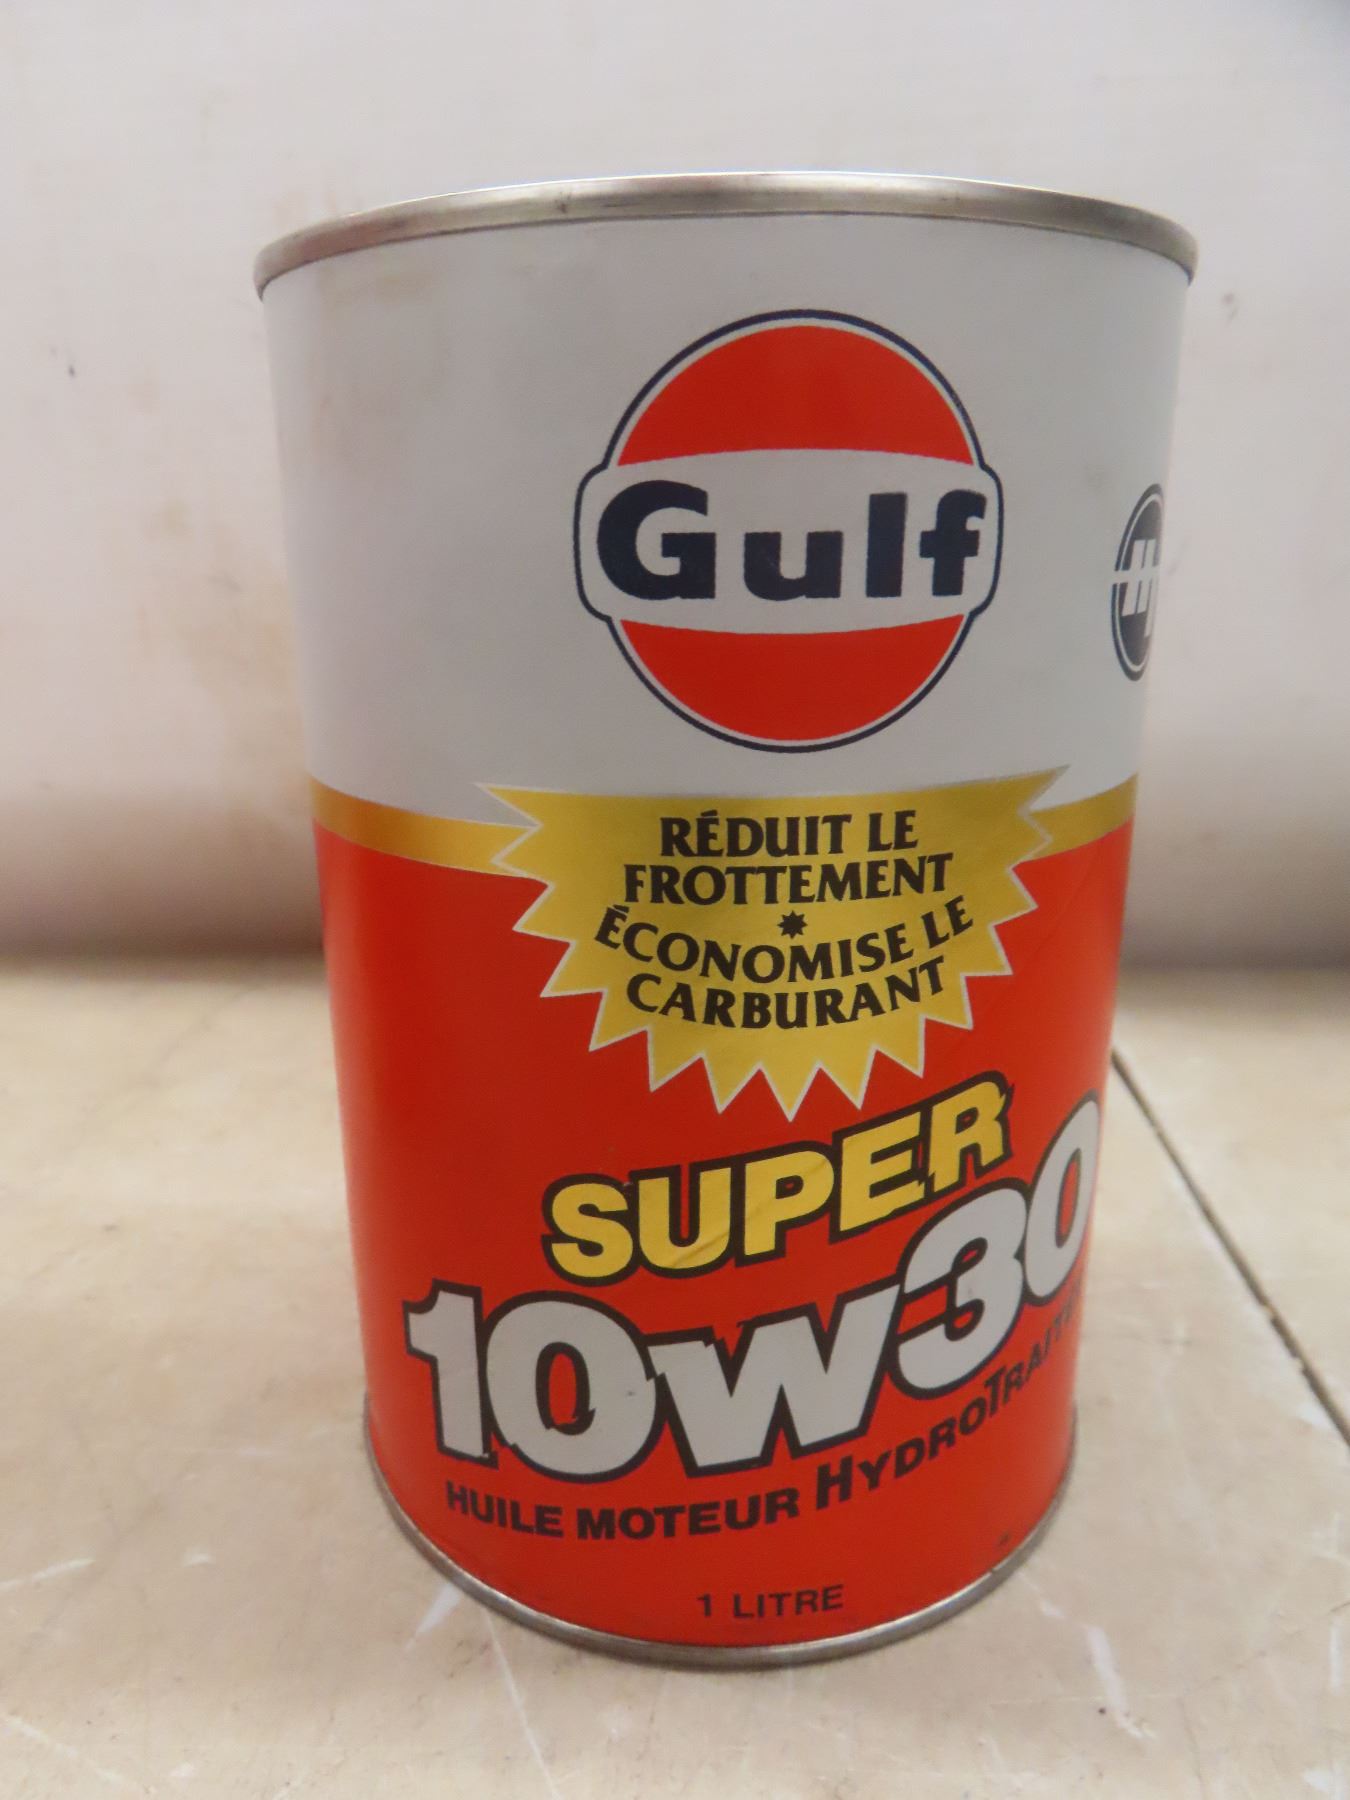 Gulf
RÉDUIT LE
FROTTEMENT
ÉCONOMISE LE
CARBURANT
SUPER
10W30
HUILE MOTEUR
1 LITRE